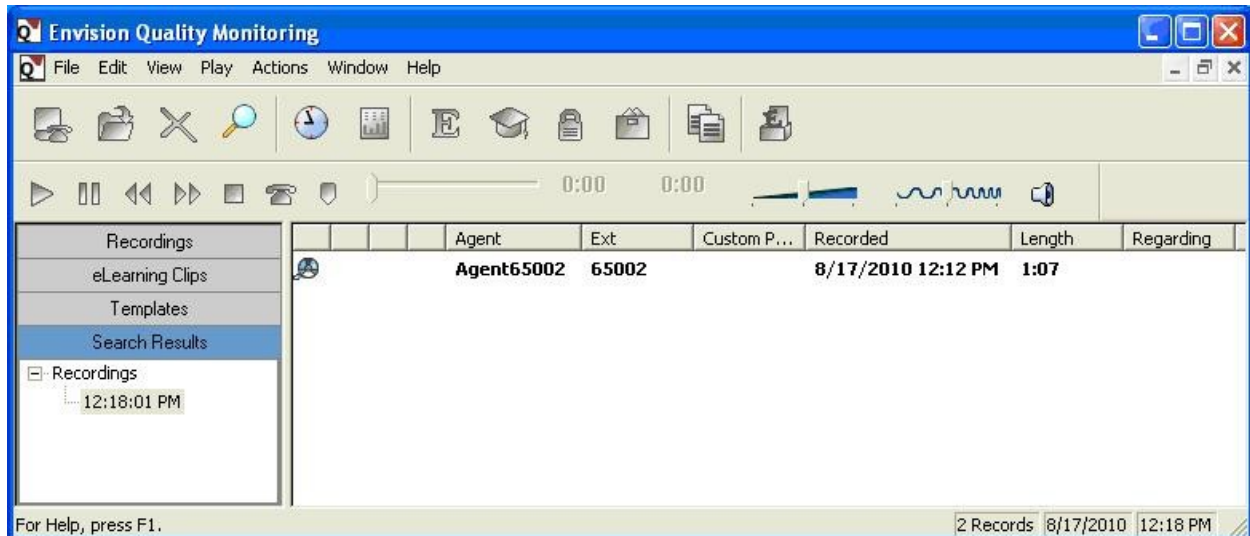 Envision Quality Monitoring
File Edit View Play Actions Window Help
0:00 0:00
Recordings
eLearning Clips
Templates
Search Results
Recordings
12:18:01 PM
Agent Ext Custom P... Recorded Length Regarding
Agent65002 65002 8/17/2010 12:12 PM 1:07
For Help, press F1.
2 Records 8/17/2010 12:18 PM